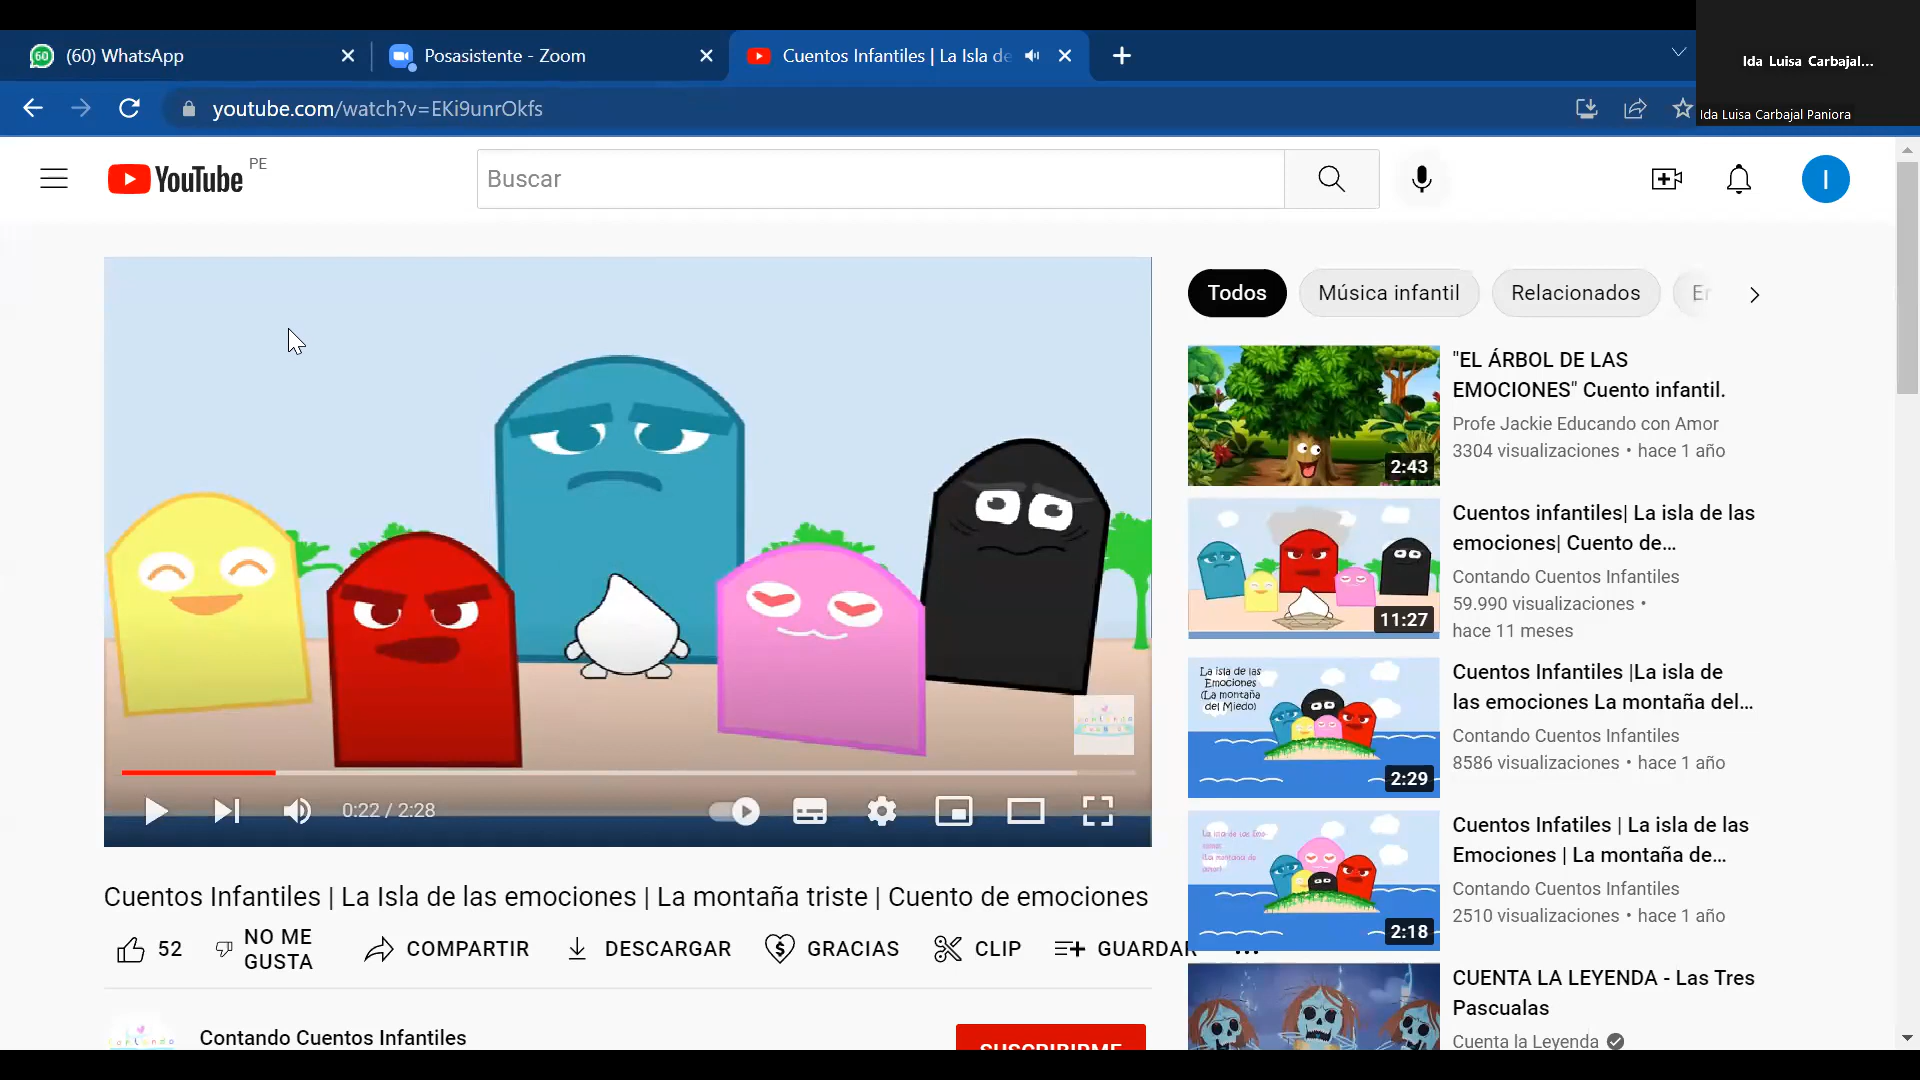 (60) WhatsApp
Posasistente - Zoom
Cuentos Infantiles | La Isla de
Ida Luisa Carbajal...
Ida Luisa Carbajal Paniora
youtube.com/watch?v=EKi9unrOkfs
YouTube PE
Buscar
I
Todos
Música infantil
Relacionados
"EL ÁRBOL DE LAS
EMOCIONES" Cuento infantil.
Profe Jackie Educando con Amor
3304 visualizaciones • hace 1 año
2:43
Cuentos infantiles| La isla de las
emociones| Cuento de...
Contando Cuentos Infantiles
59.990 visualizaciones •
hace 11 meses
11:27
La isla de las
Emociones
(La montaña
del Miedo)
2:29
Cuentos Infantiles |La isla de
las emociones La montaña del...
Contando Cuentos Infantiles
8586 visualizaciones • hace 1 año
2:18
Cuentos Infatiles | La isla de las
Emociones | La montaña de...
Contando Cuentos Infantiles
2510 visualizaciones • hace 1 año
CUENTA LA LEYENDA - Las Tres
Pascualas
Cuenta la Leyenda
0:22 / 2:28
Cuentos Infantiles | La Isla de las emociones | La montaña triste | Cuento de emociones
52
NO ME
GUSTA
COMPARTIR
DESCARGAR
GRACIAS
CLIP
GUARDAR
Contando Cuentos Infantiles
SUSCRIBIRME